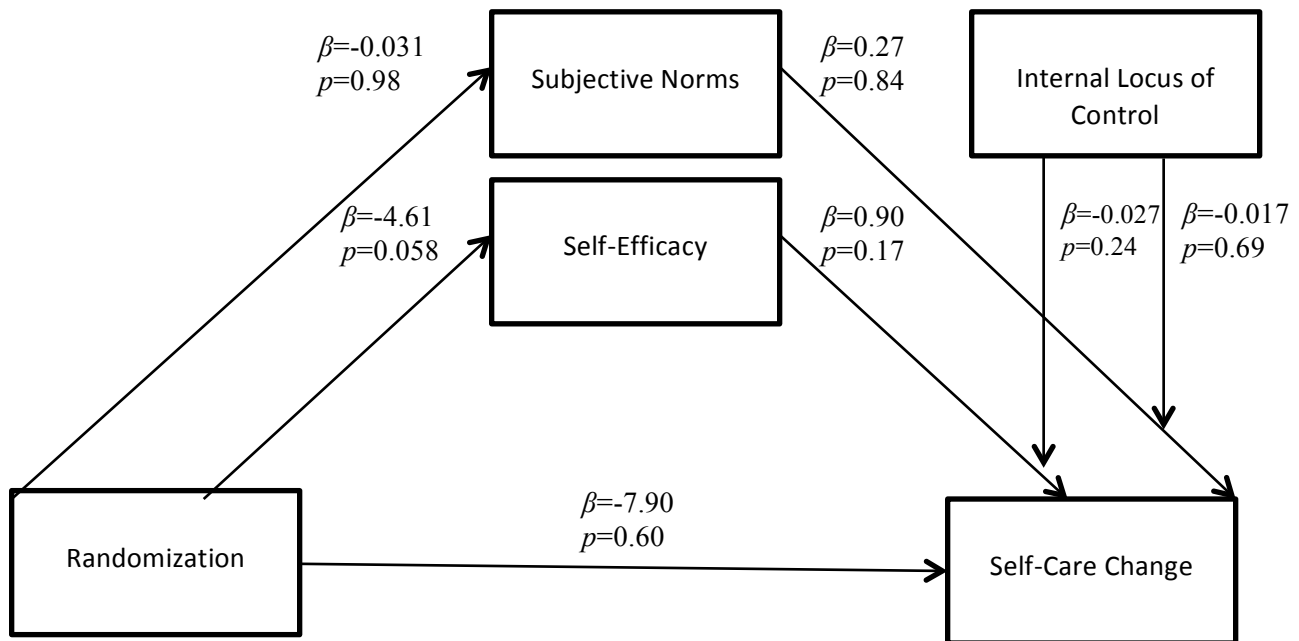 β=-0.031
p=0.98
Subjective Norms
β=0.27
p=0.84
Internal Locus of
Control
β=-4.61
p=0.058
Self-Efficacy
β=0.90
p=0.17
β=-0.027
p=0.24
β=-0.017
p=0.69
β=-7.90
p=0.60
Randomization
Self-Care Change